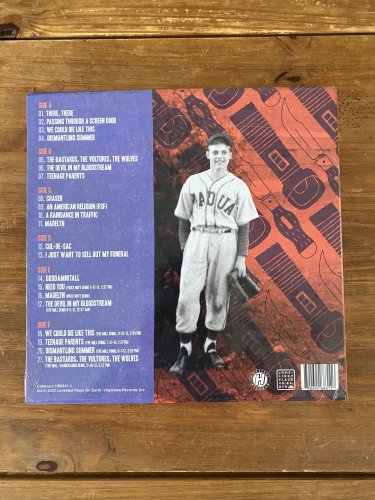 SIDE A
01. THERE, THERE
02. PASSING THROUGH A SCREEN DOOR
03. WE COULD DIE LIKE THIS
04. DISMANTLING SUMMER
SIDE B
05. THE BASTARDS, THE VULTURES, THE WOLVES
06. THE DEVIL IN MY BLOODSTREAM
07. TEENAGE PARENTS
SIDE C
08. CHASER
09. AN AMERICAN RELIGION (FSF)
10. A RAINDANCE IN TRAFFIC
11. MADELYN
SIDE D
12. CUL-DE-SAC
13. I JUST WANT TO SELL OUT MY FUNERAL
SIDE E
14. GODDAMNITALL
15. NEED YOU
16. MADELYN
17. THE DEVIL IN MY BLOODSTREAM
SIDE F
18. WE COULD DIE LIKE THIS
19. TEENAGE PARENTS
20. DISMANTLING SUMMER
21. THE BASTARDS, THE VULTURES, THE WOLVES
PADUA